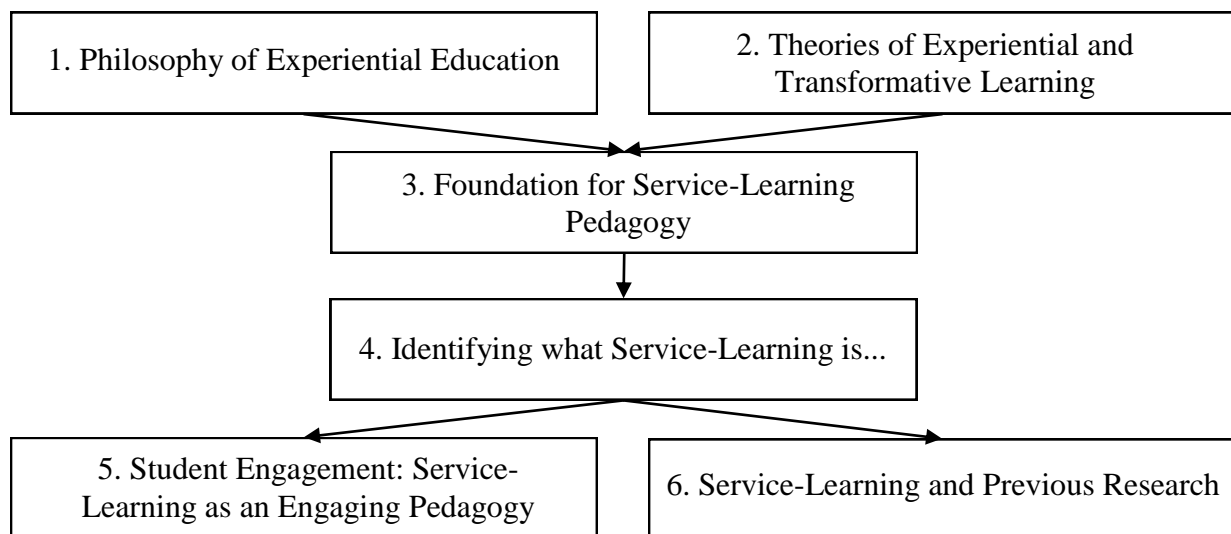 1. Philosophy of Experiential Education
2. Theories of Experiential and
Transformative Learning
3. Foundation for Service-Learning
Pedagogy
4. Identifying what Service-Learning is...
5. Student Engagement: Service-
Learning as an Engaging Pedagogy
6. Service-Learning and Previous Research